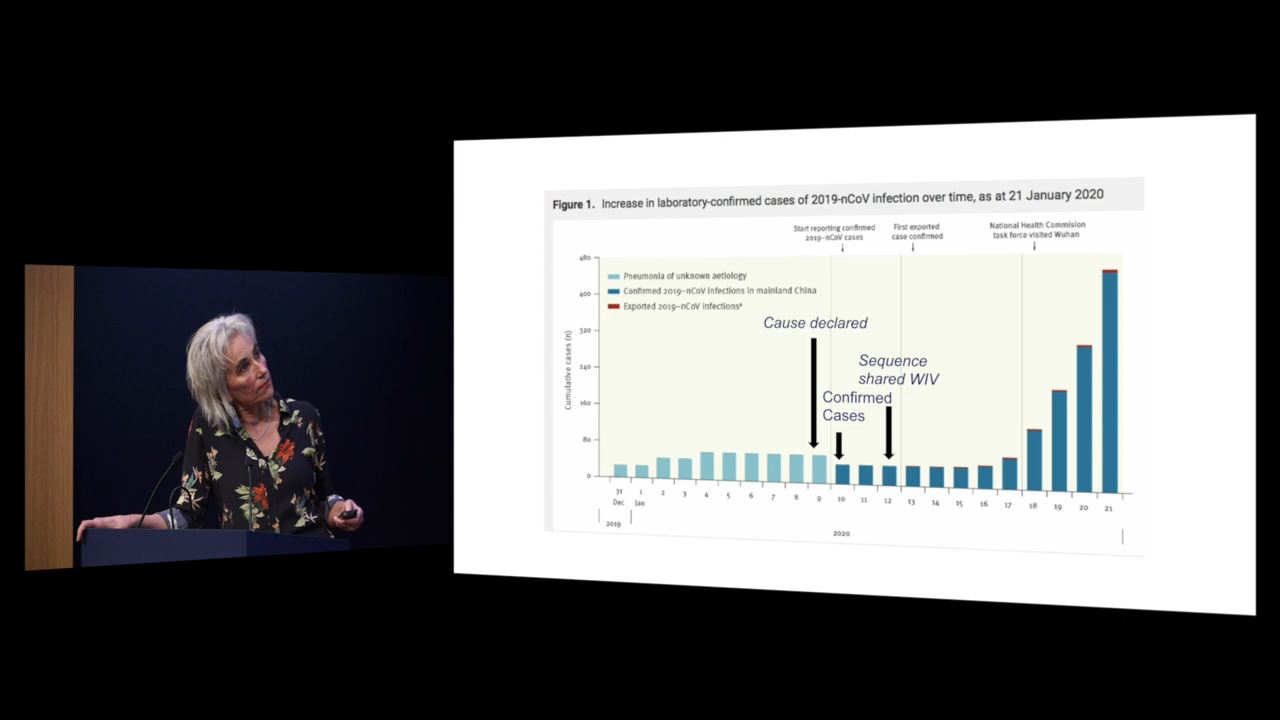 Figure 1. Increase in laboratory-confirmed cases of 2019-nCoV infection over time, as at 21 January 2020
Start reporting confirmed
2019–nCoV cases
First exported
case confirmed
National Health Commision
task force visited Wuhan
480
400
320
240
160
80
0
Cumulative cases (n)
Pneumonia of unknown aetiology
Confirmed 2019–nCoV infections in mainland China
Exported 2019–nCoV infectionsª
Cause declared
Sequence
shared WIV
Confirmed
Cases
31 1 2 3 4 5 6 7 8 9 10 11 12 13 14 15 16 17 18 19 20 21
Dec Jan
2019
2020